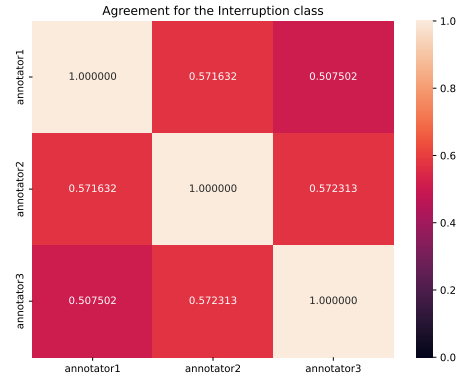 Agreement for the Interruption class
annotator1
1.000000
0.571632
0.507502
annotator2
0.571632
1.000000
0.572313
annotator3
0.507502
0.572313
1.000000
annotator1
annotator2
annotator3
1.0
0.8
0.6
0.4
0.2
0.0